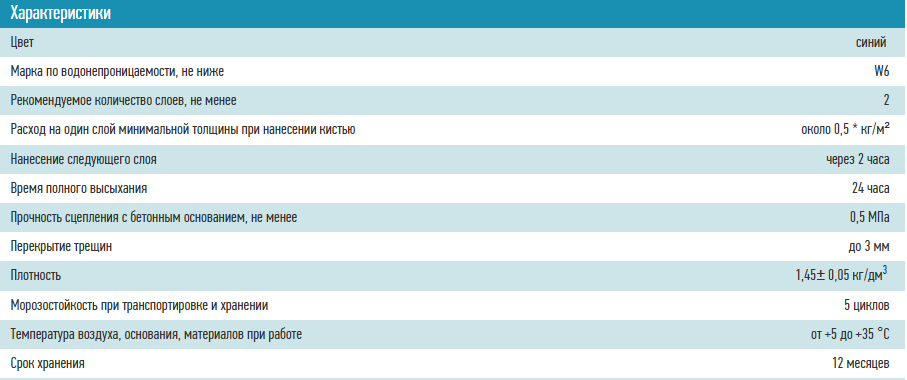 Характеристики
Цвет синий
Марка по водонепроницаемости, не ниже W6
Рекомендуемое количество слоев, не менее 2
Расход на один слой минимальной толщины при нанесении кистью около 0,5 * кг/м²
Нанесение следующего слоя через 2 часа
Время полного высыхания 24 часа
Прочность сцепления с бетонным основанием, не менее 0,5 МПа
Перекрытие трещин до 3 мм
Плотность 1,45± 0,05 кг/дм³
Морозостойкость при транспортировке и хранении 5 циклов
Температура воздуха, основания, материалов при работе от +5 до +35 °С
Срок хранения 12 месяцев